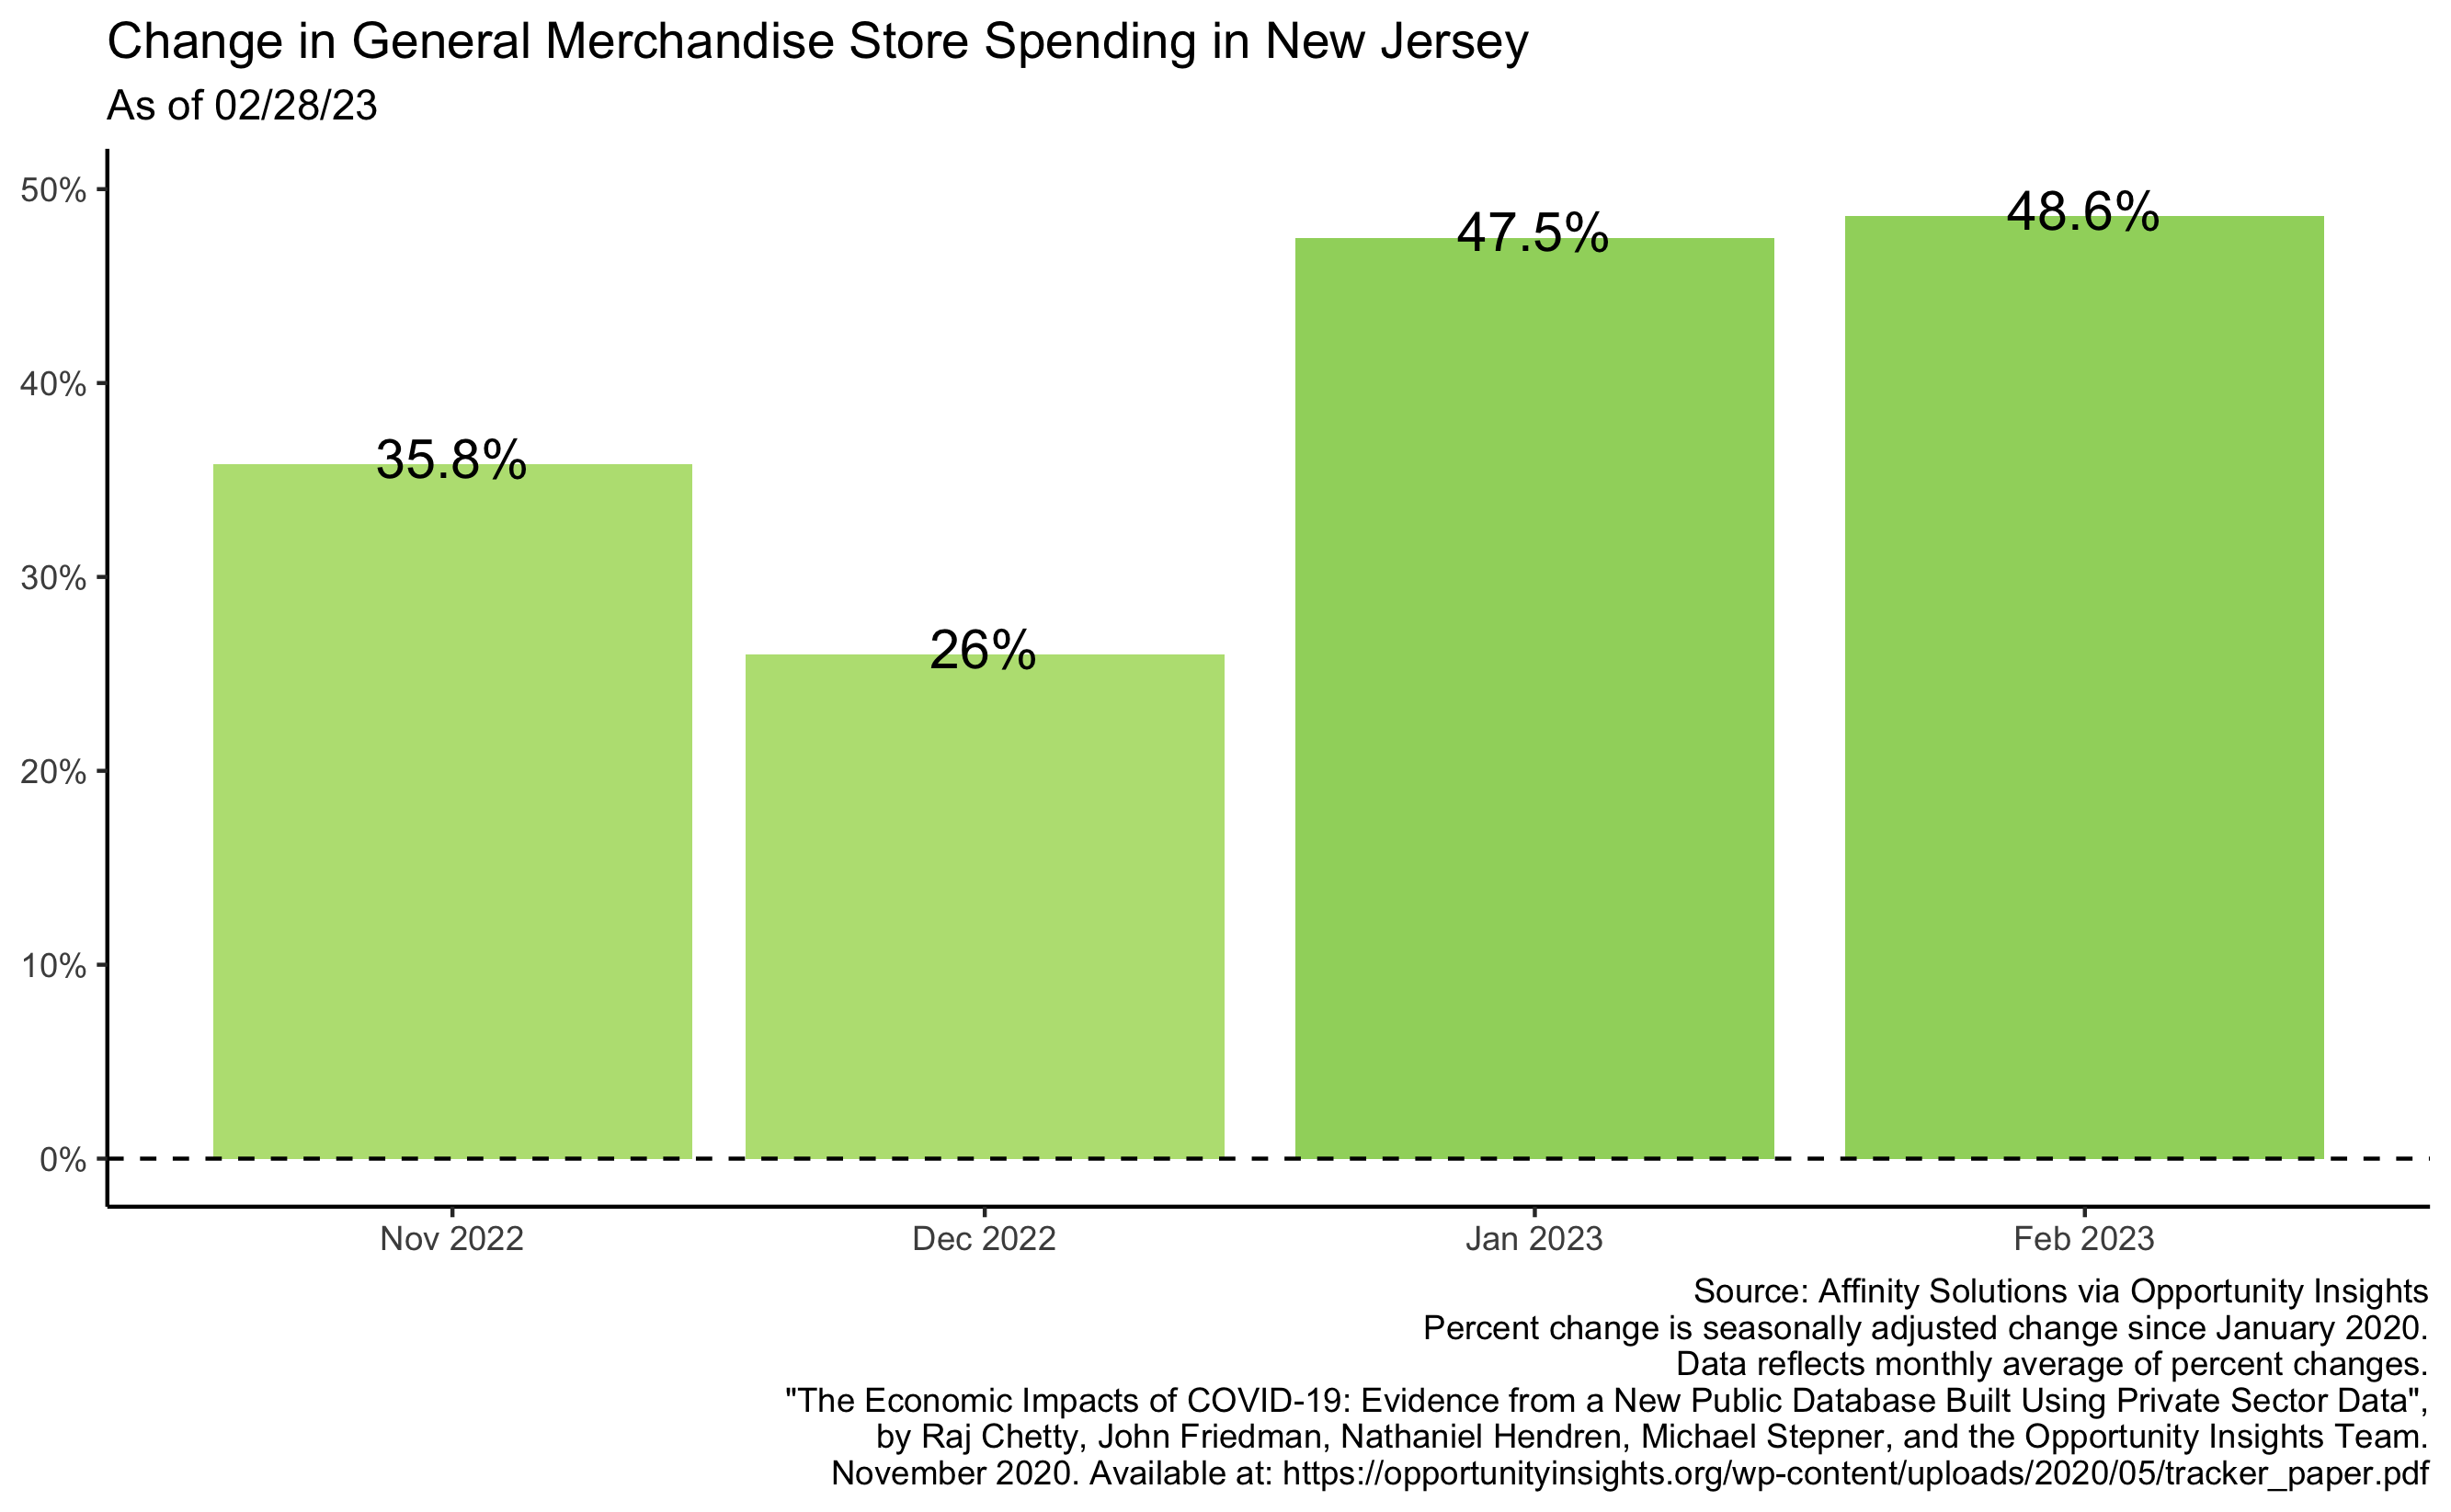 Change in General Merchandise Store Spending in New Jersey
As of 02/28/23
50%
40%
30%
20%
10%
0%
35.8%
26%
47.5%
48.6%
Nov 2022
Dec 2022
Jan 2023
Feb 2023
Source: Affinity Solutions via Opportunity Insights
Percent change is seasonally adjusted change since January 2020.
Data reflects monthly average of percent changes.
"The Economic Impacts of COVID-19: Evidence from a New Public Database Built Using Private Sector Data",
by Raj Chetty, John Friedman, Nathaniel Hendren, Michael Stepner, and the Opportunity Insights Team.
November 2020. Available at: https://opportunityinsights.org/wp-content/uploads/2020/05/tracker_paper.pdf